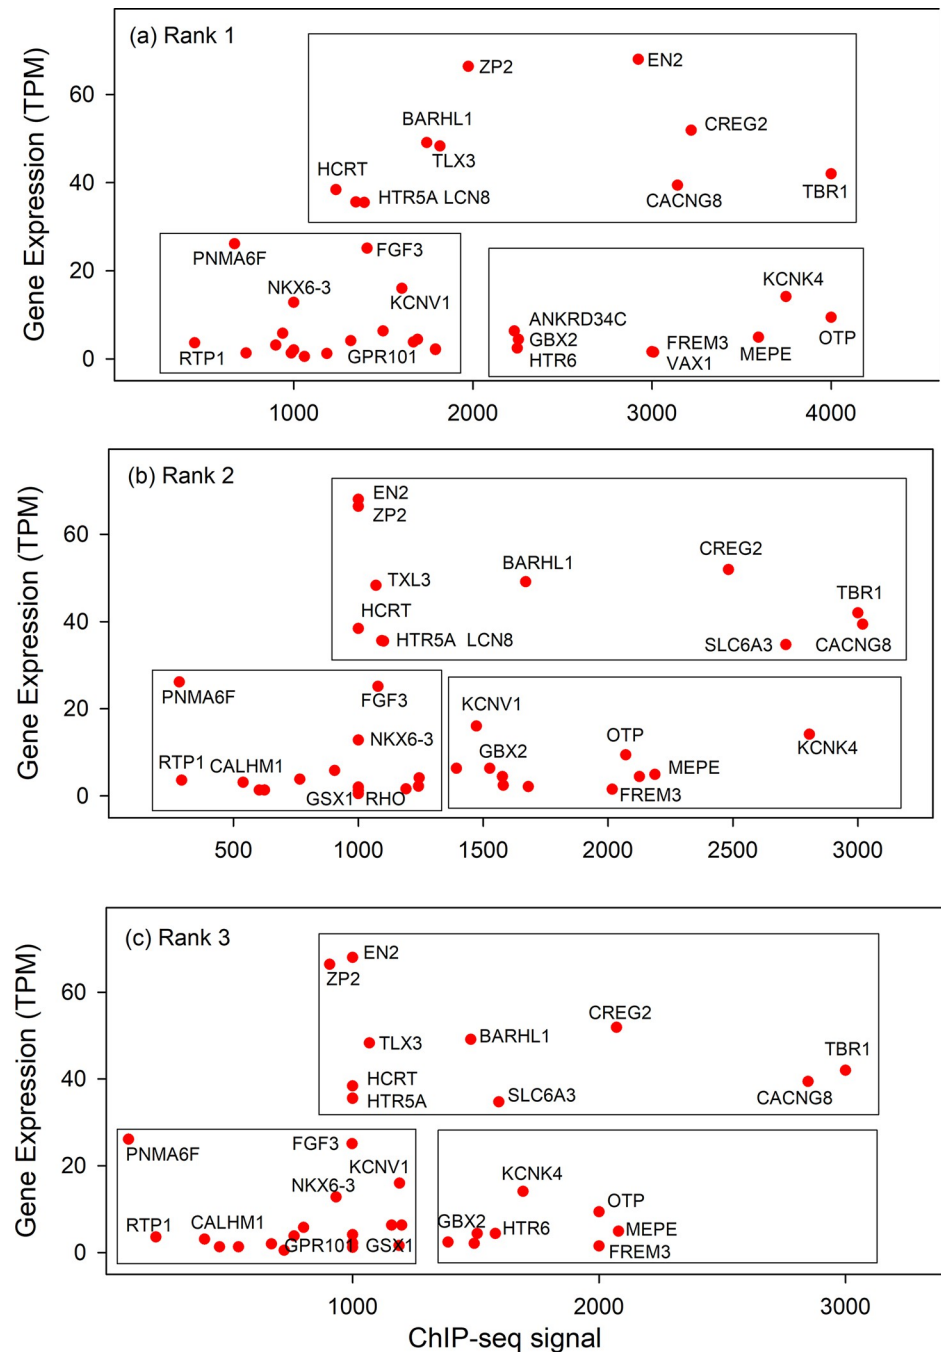 (a) Rank 1
Gene Expression (TPM)
60
40
20
0
ZP2
EN2
BARHL1
CREG2
TLX3
HCRT
HTR5A LCN8
CACNG8
TBR1
PNMA6F
FGF3
NKX6-3
KCNV1
RTP1
GPR101
KCNK4
ANKRD34C
GBX2
HTR6
FREM3
VAX1
MEPE
OTP
1000 2000 3000 4000
(b) Rank 2
Gene Expression (TPM)
60
40
20
0
EN2
ZP2
BARHL1
CREG2
TXL3
TBR1
HCRT
HTR5A LCN8
SLC6A3
CACNG8
PNMA6F
FGF3
NKX6-3
RTP1
CALHM1
GSX1 RHO
KCNV1
GBX2
OTP
MEPE
KCNK4
FREM3
500 1000 1500 2000 2500 3000
(c) Rank 3
Gene Expression (TPM)
60
40
20
0
EN2
ZP2
CREG2
TLX3
BARHL1
TBR1
HCRT
HTR5A
SLC6A3
CACNG8
PNMA6F
FGF3
KCNV1
NKX6-3
RTP1
CALHM1
GPR101
GSX1
KCNK4
GBX2
HTR6
OTP
MEPE
FREM3
1000 2000 3000
ChIP-seq signal